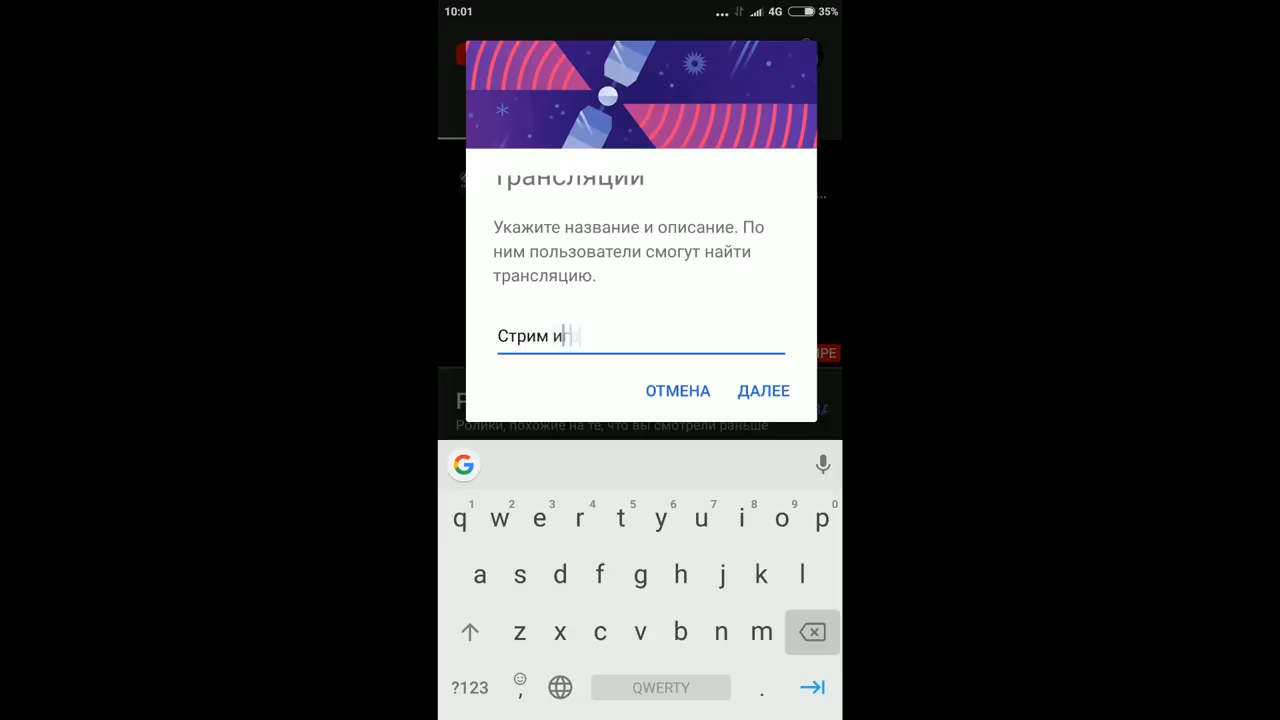 10:01
4G 35%
трансляции
Укажите название и описание. По
ним пользователи смогут найти
трансляцию.
Стрим и
ОТМЕНА ДАЛЕЕ
Ролики, похожие на те, что вы смотрели раньше
1 2 3 4 5 6 7 8 9 0
q w e r t y u i o p
a s d f g h j k l
z x c v b n m
?123 , QWERTY .